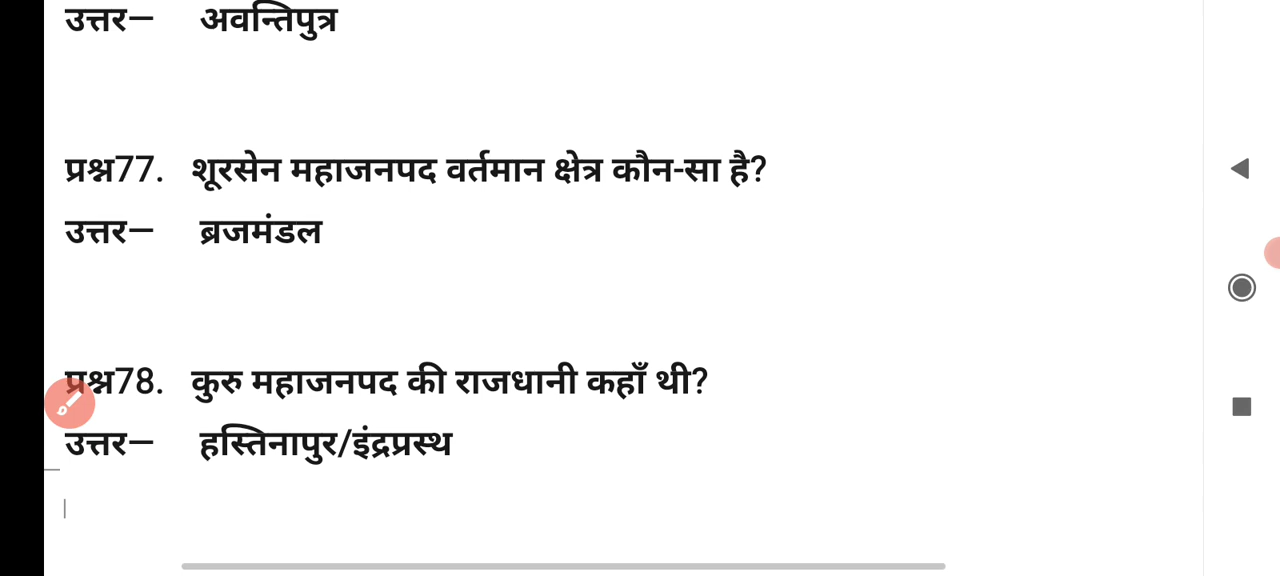 उत्तर— अवन्तिपुत्र
प्रश्न77. शूरसेन महाजनपद वर्तमान क्षेत्र कौन-सा है?
उत्तर— ब्रजमंडल
प्रश्न78. कुरु महाजनपद की राजधानी कहाँ थी?
उत्तर— हस्तिनापुर/इंद्रप्रस्थ